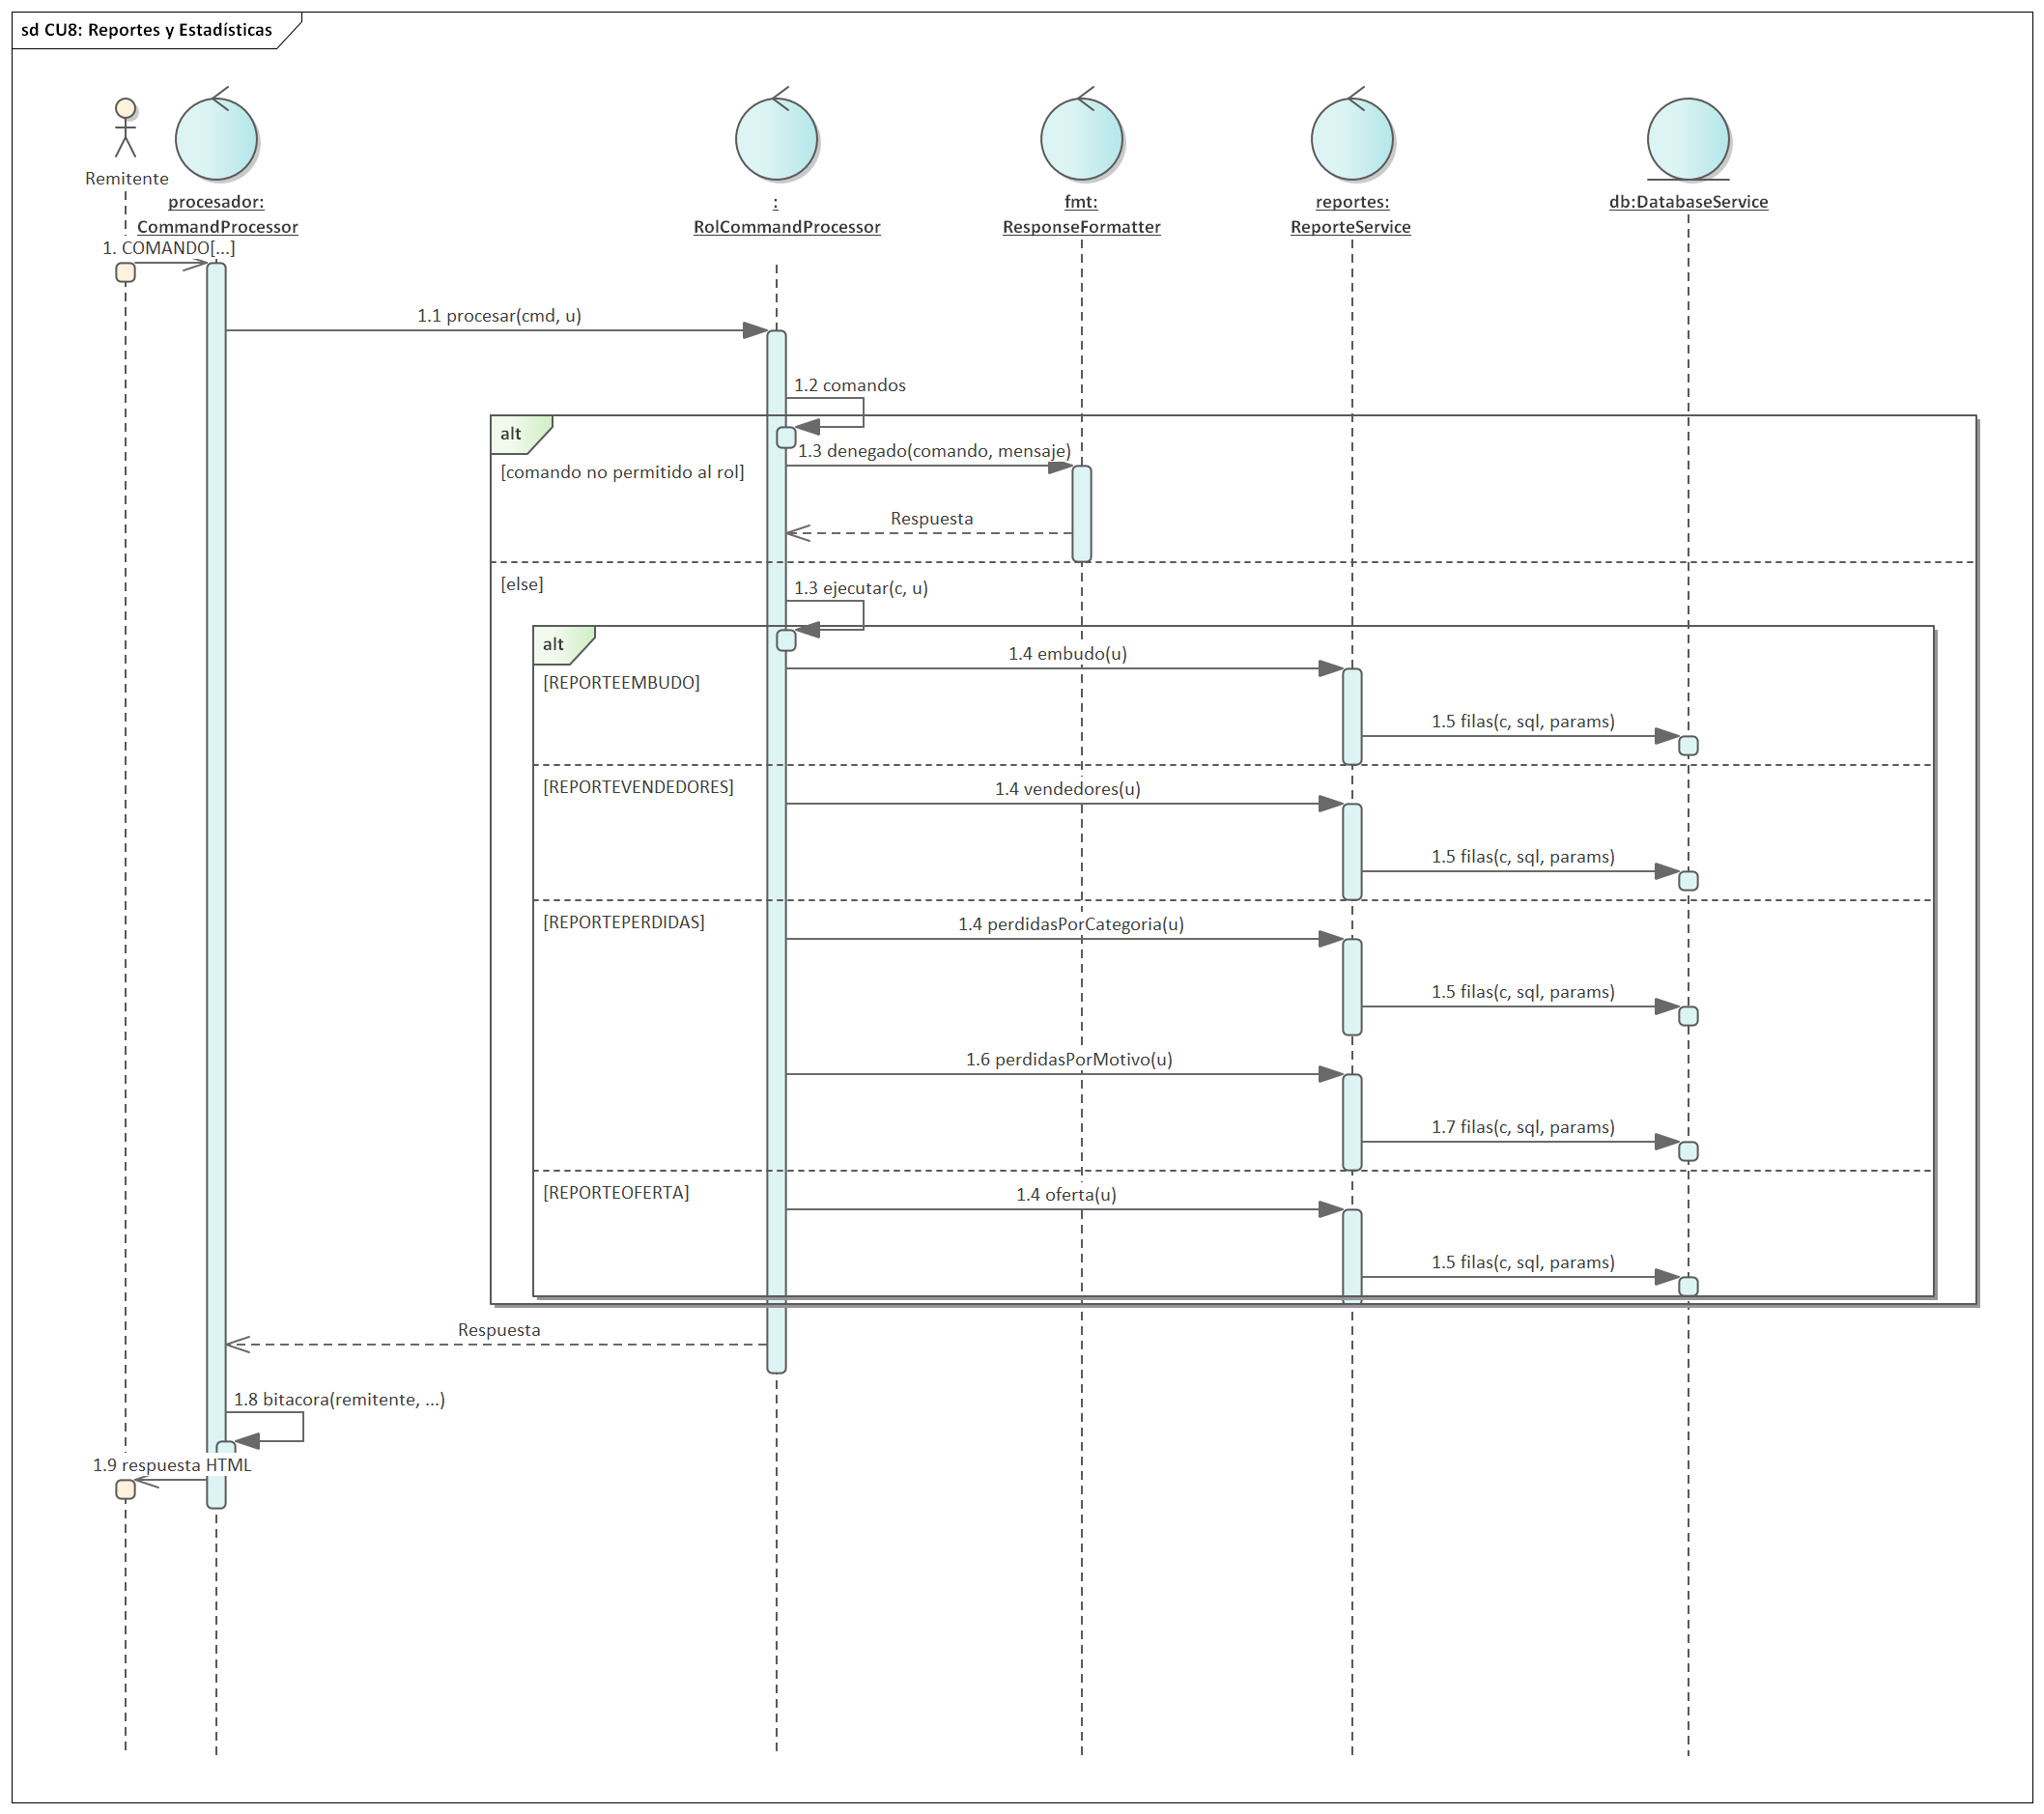 sd CU8: Reportes y Estadísticas
Remitente
procesador:
CommandProcessor
:
RolCommandProcessor
fmt:
ResponseFormatter
reportes:
ReporteService
db:DatabaseService
1. COMANDO[...]
1.1 procesar(cmd, u)
1.2 comandos
alt
[comando no permitido al rol]
1.3 denegado(comando, mensaje)
Respuesta
[else]
1.3 ejecutar(c, u)
alt
[REPORTEEMBUDO]
1.4 embudo(u)
1.5 filas(c, sql, params)
[REPORTEVENDEDORES]
1.4 vendedores(u)
1.5 filas(c, sql, params)
[REPORTEPERDIDAS]
1.4 perdidasPorCategoria(u)
1.5 filas(c, sql, params)
1.6 perdidasPorMotivo(u)
1.7 filas(c, sql, params)
[REPORTEOFERTA]
1.4 oferta(u)
1.5 filas(c, sql, params)
Respuesta
1.8 bitacora(remitente, ...)
1.9 respuesta HTML